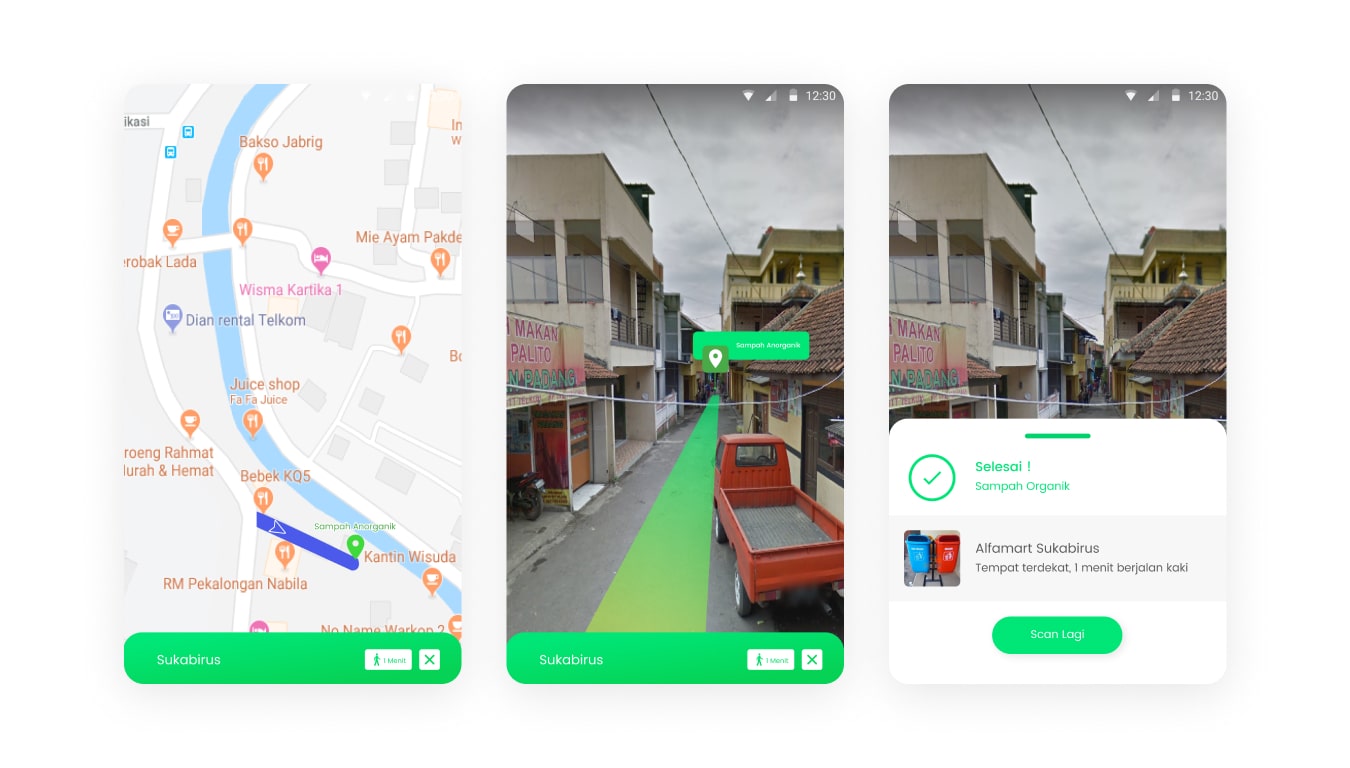 ikasi
Bakso Jabrig
In
W
Mie Ayam Pakde
erobak Lada
Wisma Kartika 1
Dian rental Telkom
Bo
Juice shop
Fa Fa Juice
roeng Rahmat
lurah & Hemat
Bebek KQ5
Sampah Anorganik
Kantin Wisuda
RM Pekalongan Nabila
No Name Warkop 2
Sukabirus
1 Menit
12:30
Sampah Anorganik
MAKAN
PALITO
N PADANG
Sukabirus
1 Menit
12:30
MAKAN
PALITO
N PADANG
Selesai !
Sampah Organik
Alfamart Sukabirus
Tempat terdekat, 1 menit berjalan kaki
Scan Lagi